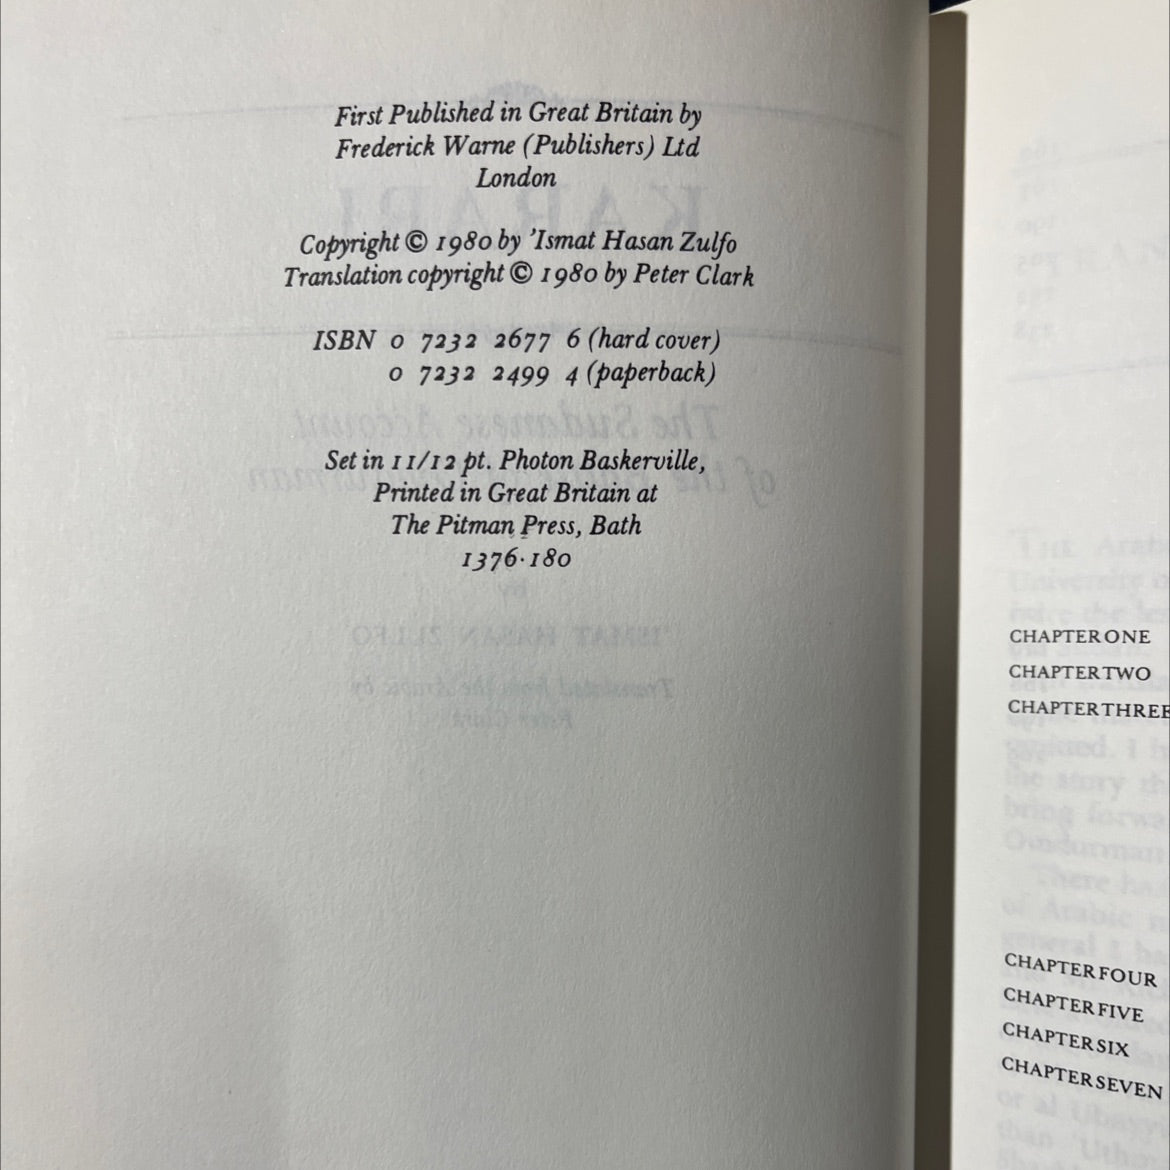 First Published in Great Britain by
Frederick Warne (Publishers) Ltd
London
Copyright © 1980 by 'Ismat Hasan Zulfo
Translation copyright © 1980 by Peter Clark
ISBN 0 7232 2677 6 (hard cover)
0 7232 2499 4 (paperback)
Set in 11/12 pt. Photon Baskerville,
Printed in Great Britain at
The Pitman Press, Bath
1376·180
CHAPTER ONE
CHAPTER TWO
CHAPTER THREE
CHAPTER FOUR
CHAPTER FIVE
CHAPTER SIX
CHAPTER SEVEN